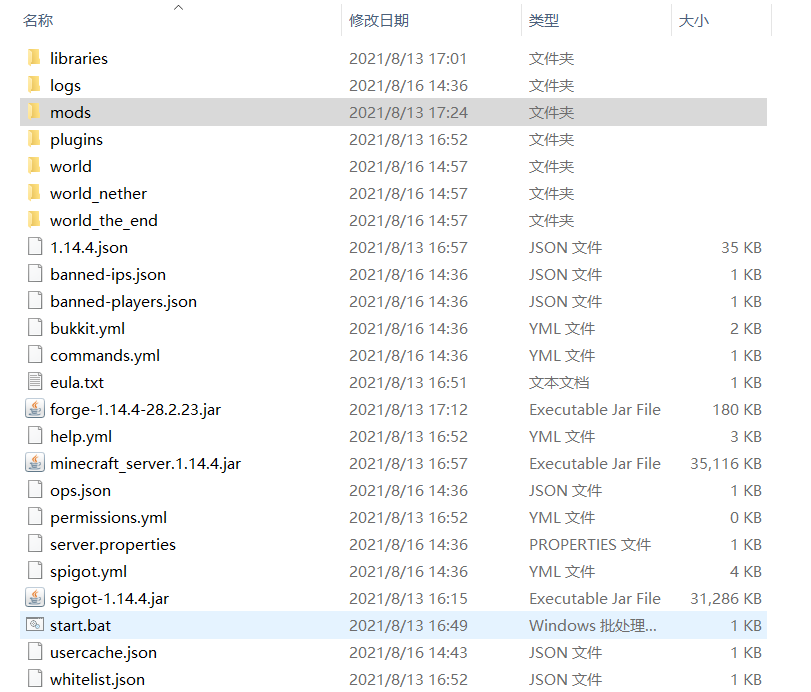 名称 修改日期 类型 大小
libraries 2021/8/13 17:01 文件夹
logs 2021/8/16 14:36 文件夹
mods 2021/8/13 17:24 文件夹
plugins 2021/8/13 16:52 文件夹
world 2021/8/16 14:57 文件夹
world_nether 2021/8/16 14:57 文件夹
world_the_end 2021/8/16 14:57 文件夹
1.14.4.json 2021/8/13 16:57 JSON 文件 35 KB
banned-ips.json 2021/8/16 14:36 JSON 文件 1 KB
banned-players.json 2021/8/16 14:36 JSON 文件 1 KB
bukkit.yml 2021/8/16 14:36 YML 文件 2 KB
commands.yml 2021/8/16 14:36 YML 文件 1 KB
eula.txt 2021/8/13 16:51 文本文档 1 KB
forge-1.14.4-28.2.23.jar 2021/8/13 17:12 Executable Jar File 180 KB
help.yml 2021/8/13 16:52 YML 文件 3 KB
minecraft_server.1.14.4.jar 2021/8/13 16:57 Executable Jar File 35,116 KB
ops.json 2021/8/16 14:36 JSON 文件 1 KB
permissions.yml 2021/8/13 16:52 YML 文件 0 KB
server.properties 2021/8/16 14:36 PROPERTIES 文件 1 KB
spigot.yml 2021/8/16 14:36 YML 文件 4 KB
spigot-1.14.4.jar 2021/8/13 16:15 Executable Jar File 31,286 KB
start.bat 2021/8/13 16:49 Windows 批处理... 1 KB
usercache.json 2021/8/16 14:43 JSON 文件 1 KB
whitelist.json 2021/8/13 16:52 JSON 文件 1 KB